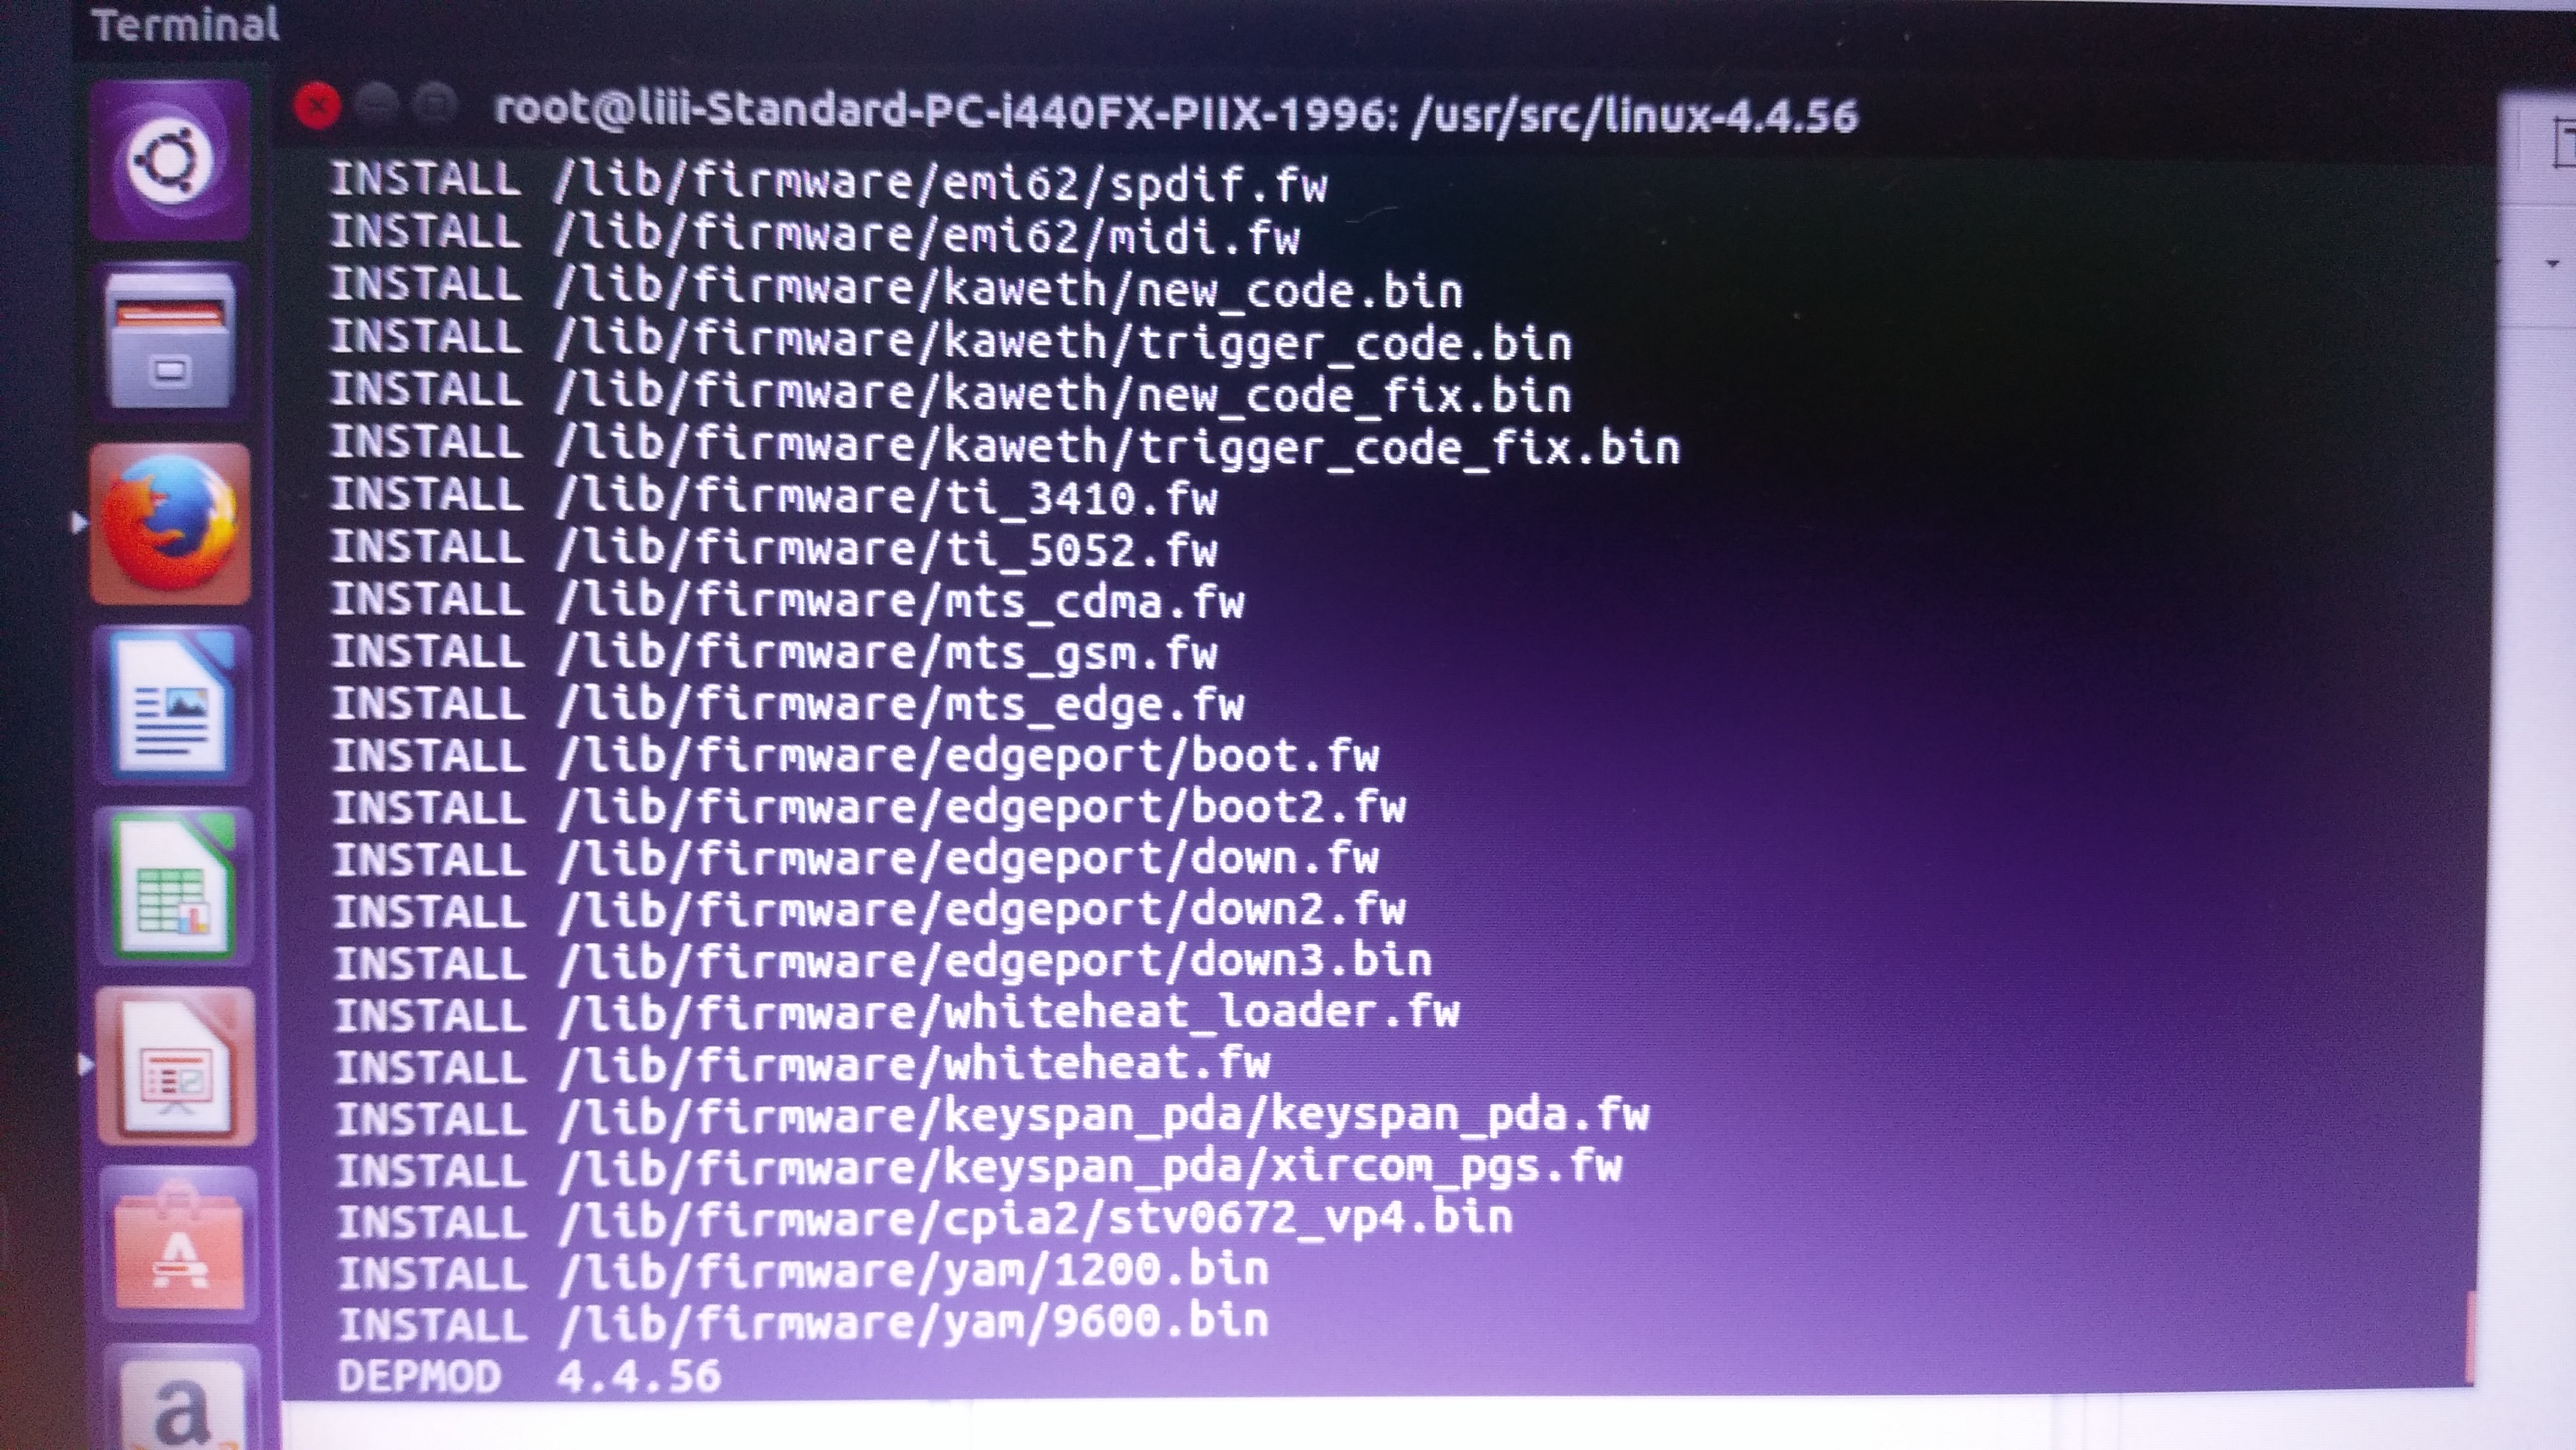 Terminal
root@liii-Standard-PC-i440FX-PIIX-1996: /usr/src/linux-4.4.56
INSTALL /lib/firmware/emi62/spdif.fw
INSTALL /lib/firmware/emi62/midi.fw
INSTALL /lib/firmware/kaweth/new_code.bin
INSTALL /lib/firmware/kaweth/trigger_code.bin
INSTALL /lib/firmware/kaweth/new_code_fix.bin
INSTALL /lib/firmware/kaweth/trigger_code_fix.bin
INSTALL /lib/firmware/ti_3410.fw
INSTALL /lib/firmware/ti_5052.fw
INSTALL /lib/firmware/mts_cdma.fw
INSTALL /lib/firmware/mts_gsm.fw
INSTALL /lib/firmware/mts_edge.fw
INSTALL /lib/firmware/edgeport/boot.fw
INSTALL /lib/firmware/edgeport/boot2.fw
INSTALL /lib/firmware/edgeport/down.fw
INSTALL /lib/firmware/edgeport/down2.fw
INSTALL /lib/firmware/edgeport/down3.bin
INSTALL /lib/firmware/whiteheat_loader.fw
INSTALL /lib/firmware/whiteheat.fw
INSTALL /lib/firmware/keyspan_pda/keyspan_pda.fw
INSTALL /lib/firmware/keyspan_pda/xircom_pgs.fw
INSTALL /lib/firmware/cpia2/stv0672_vp4.bin
INSTALL /lib/firmware/yam/1200.bin
INSTALL /lib/firmware/yam/9600.bin
DEPMOD 4.4.56
A
a